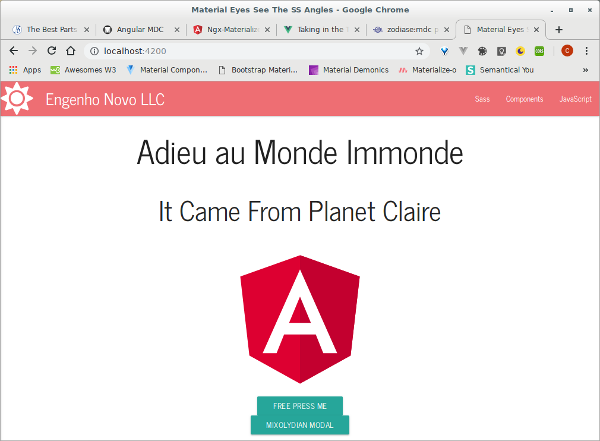 Material Eyes See The SS Angles - Google Chrome
The Best Parts
Angular MDC
Ngx-Materializ
Taking in the
zodiase:mdc p
Material Eyes
localhost:4200
C
Apps
Awesomes W3
Material Compon...
Bootstrap Materi...
Material Demonics
Materialize-o
Semantical You
»
Engenho Novo LLC
Sass
Components
JavaScript
Adieu au Monde Immonde
It Came From Planet Claire
A
FREE PRESS ME
MIXOLYDIAN MODAL